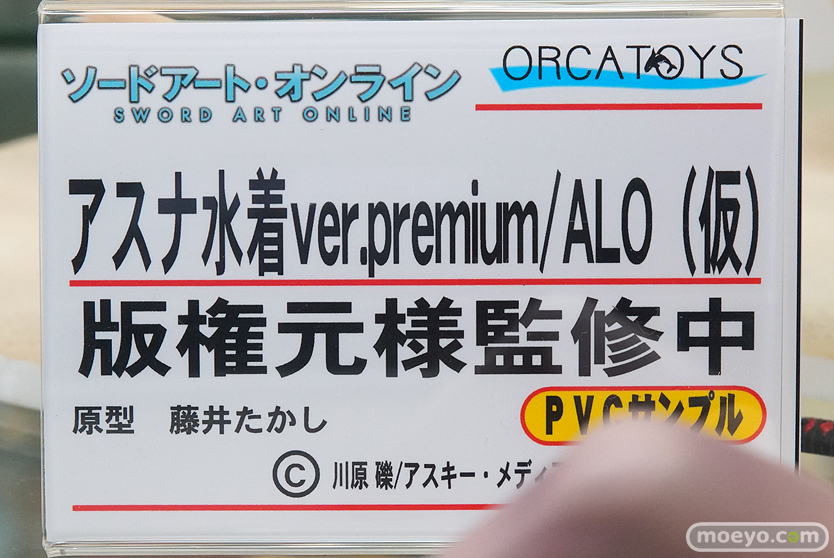 ソードアート・オンライン
SWORD ART ONLINE
ORCATOYS
アスナ水着ver.premium/ALO（仮）
版権元様監修中
原型　藤井たかし
PVCサンプル
©川原 礫/アスキー・メディ
moeyo.com